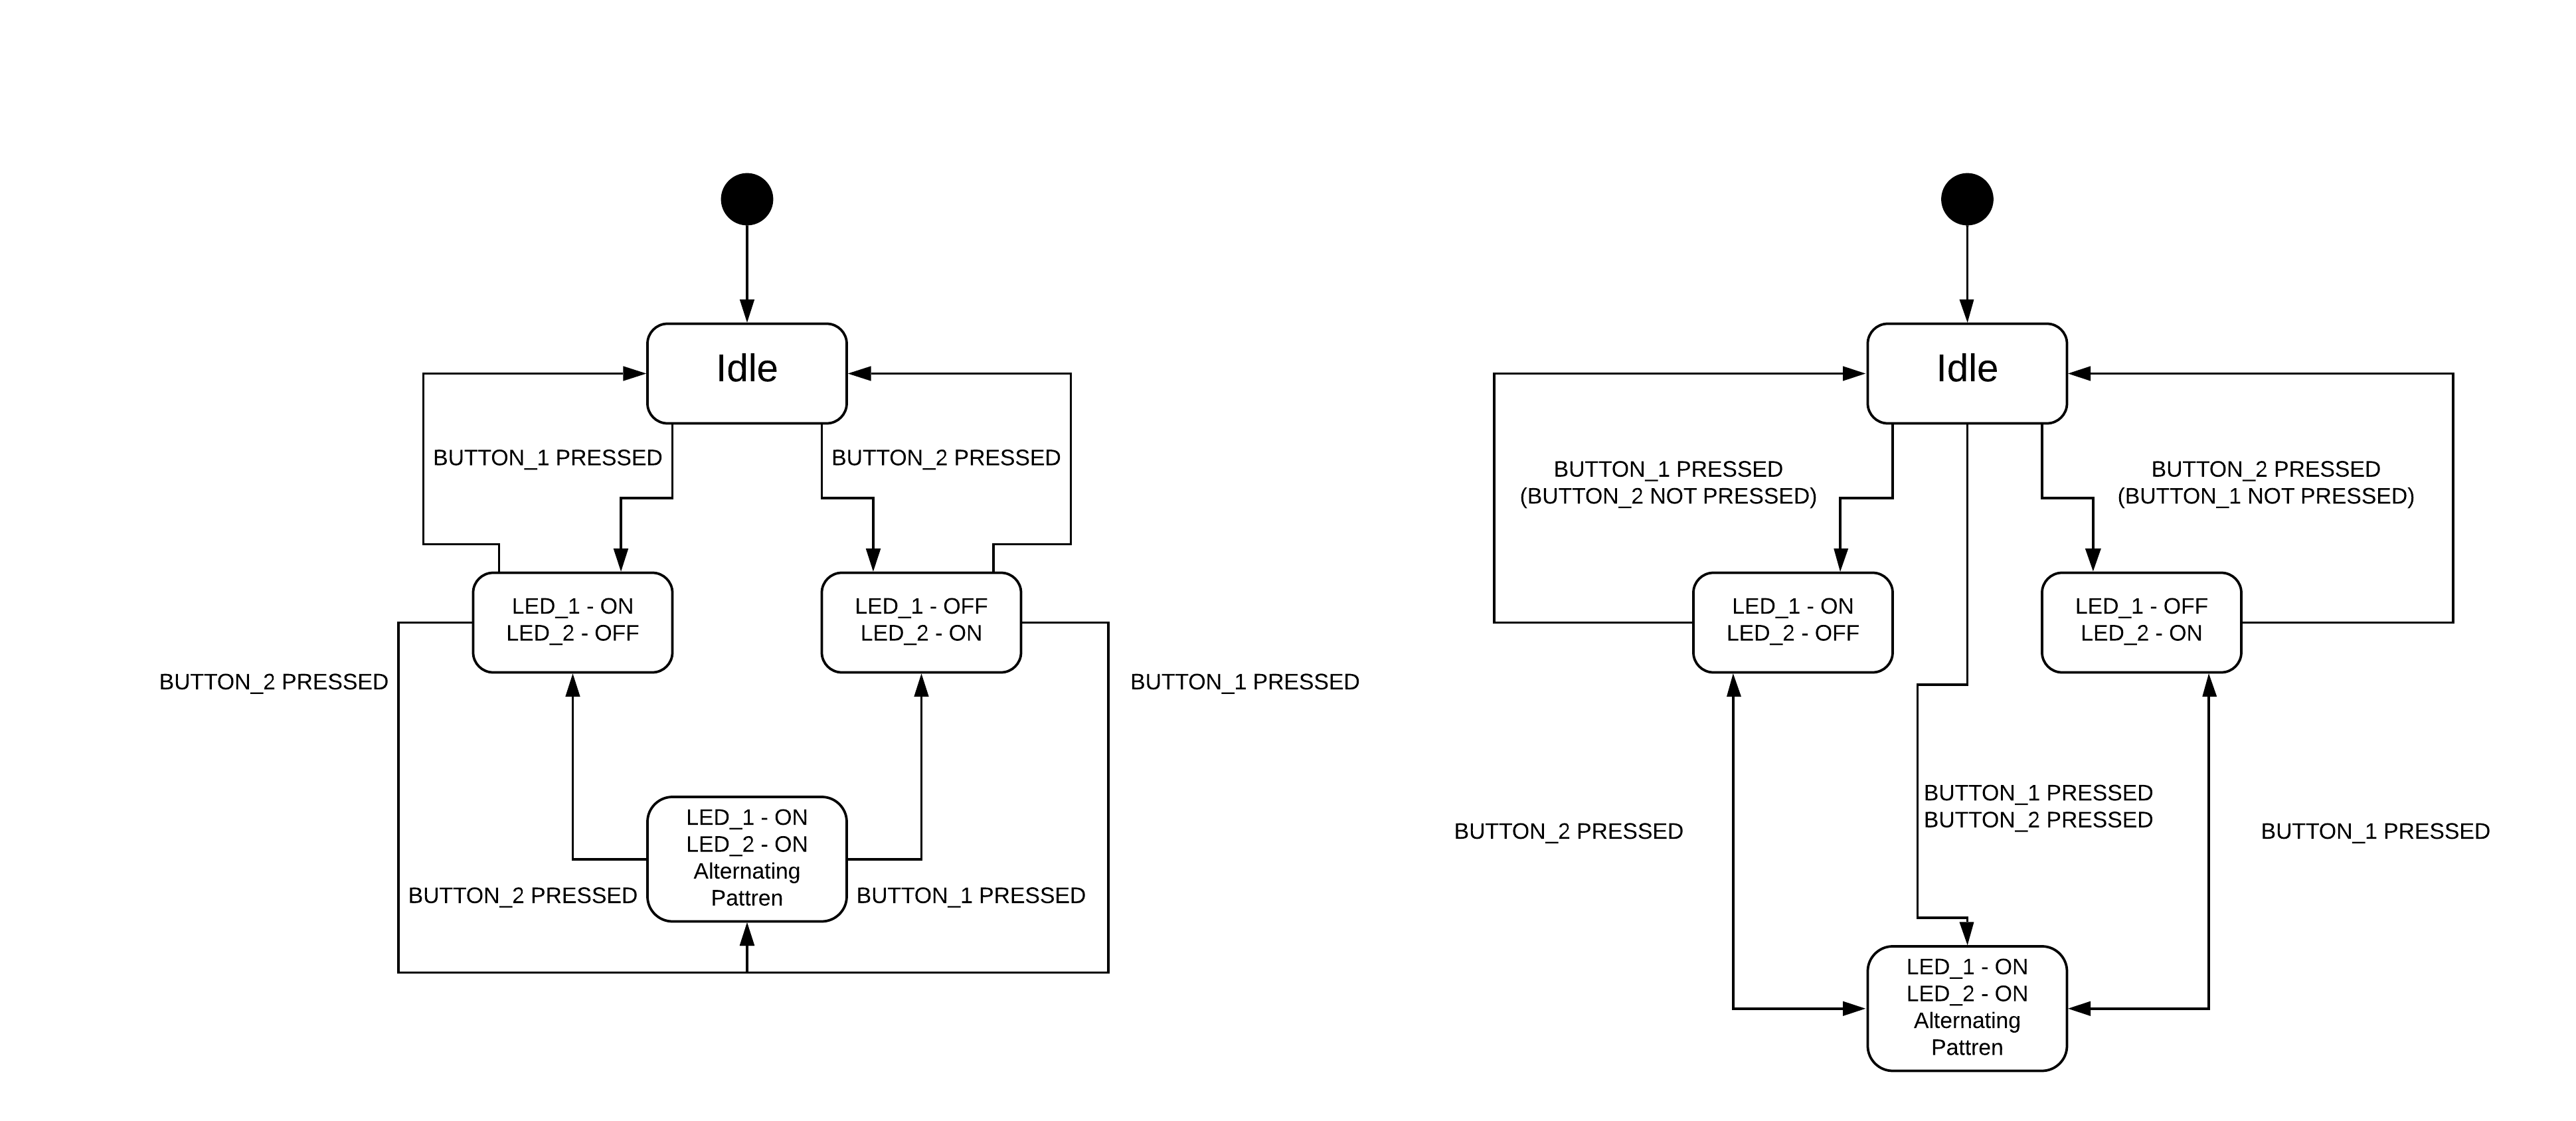 Idle
BUTTON_1 PRESSED
BUTTON_2 PRESSED
LED_1 - ON
LED_2 - OFF
LED_1 - OFF
LED_2 - ON
BUTTON_2 PRESSED
BUTTON_1 PRESSED
LED_1 - ON
LED_2 - ON
Alternating
Pattren
BUTTON_2 PRESSED
BUTTON_1 PRESSED
Idle
BUTTON_1 PRESSED
(BUTTON_2 NOT PRESSED)
BUTTON_2 PRESSED
(BUTTON_1 NOT PRESSED)
LED_1 - ON
LED_2 - OFF
LED_1 - OFF
LED_2 - ON
BUTTON_2 PRESSED
BUTTON_1 PRESSED
BUTTON_2 PRESSED
BUTTON_1 PRESSED
LED_1 - ON
LED_2 - ON
Alternating
Pattren